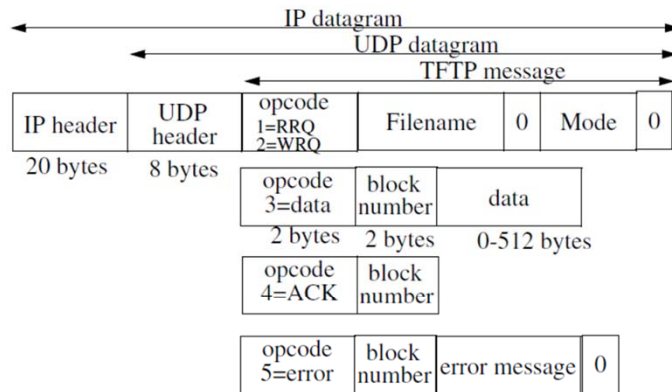 IP datagram
UDP datagram
TFTP message
IP header
UDP
header
opcode
1=RRQ
2=WRQ
Filename
0
Mode
0
20 bytes
8 bytes
opcode
3=data
block
number
data
2 bytes
2 bytes
0-512 bytes
opcode
4=ACK
block
number
opcode
5=error
block
number
error message
0